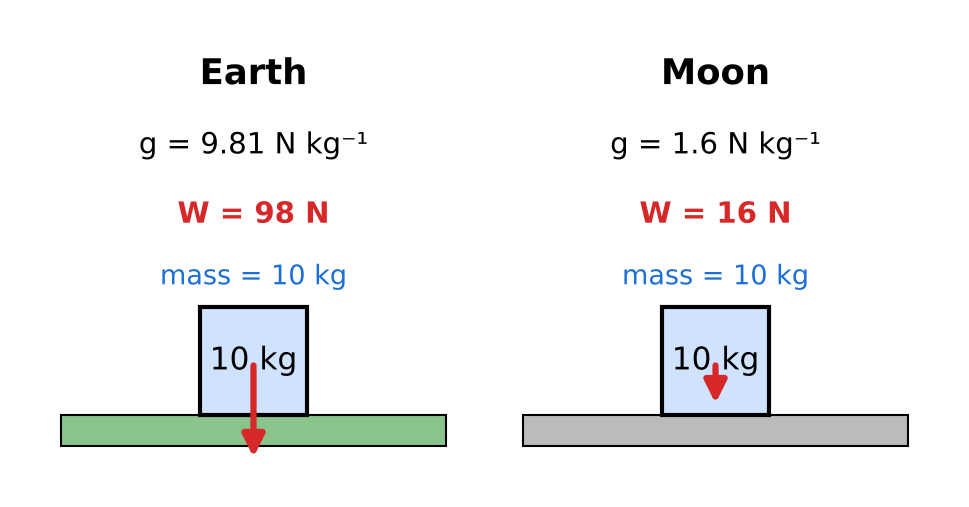 Earth
g = 9.81 N kg⁻¹
W = 98 N
mass = 10 kg
10 kg
Moon
g = 1.6 N kg⁻¹
W = 16 N
mass = 10 kg
10 kg